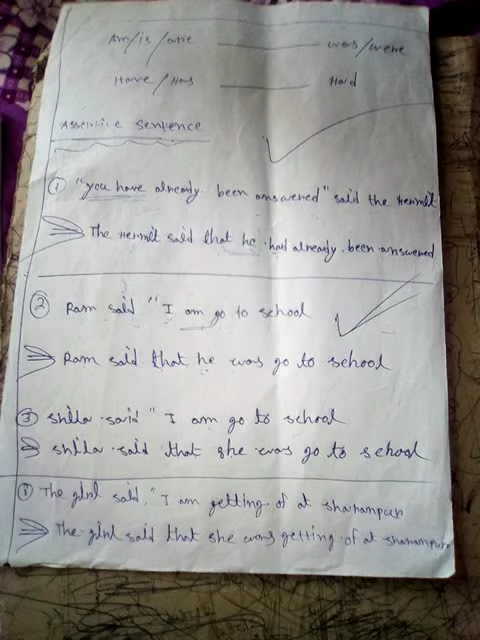 Am/is/are ——— was/were
Have/Has ——— Had
Assertive Sentence
① "you have already been answered" said the Hermit
The Hermit said that he had already been answered
② Ram said "I am go to school
Ram said that he was go to school
③ Shila said "I am go to school
Shila said that she was go to school
① The girl said, "I am getting of at sharanpur
The girl said that she was getting of at sharanpur